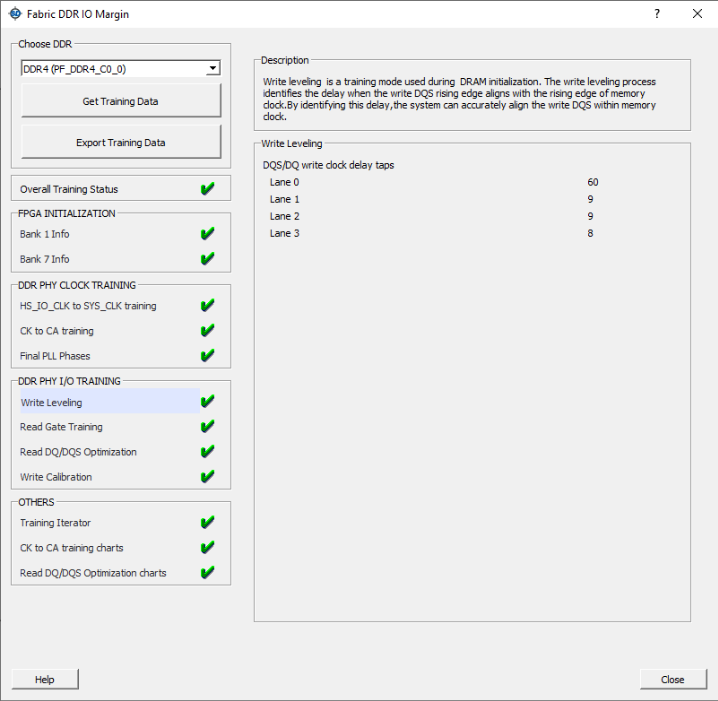 Fabric DDR IO Margin
?
Choose DDR
DDR4 (PF_DDR4_C0_0)
Get Training Data
Export Training Data
Overall Training Status
FPGA INITIALIZATION
Bank 1 Info
Bank 7 Info
DDR PHY CLOCK TRAINING
HS_IO_CLK to SYS_CLK training
CK to CA training
Final PLL Phases
DDR PHY I/O TRAINING
Write Leveling
Read Gate Training
Read DQ/DQS Optimization
Write Calibration
OTHERS
Training Iterator
CK to CA training charts
Read DQ/DQS Optimization charts
Description
Write leveling is a training mode used during DRAM initialization. The write leveling process
identifies the delay when the write DQS rising edge aligns with the rising edge of memory
clock.By identifying this delay,the system can accurately align the write DQS within memory
clock.
Write Leveling
DQS/DQ write clock delay taps
Lane 0 60
Lane 1 9
Lane 2 9
Lane 3 8
Help
Close